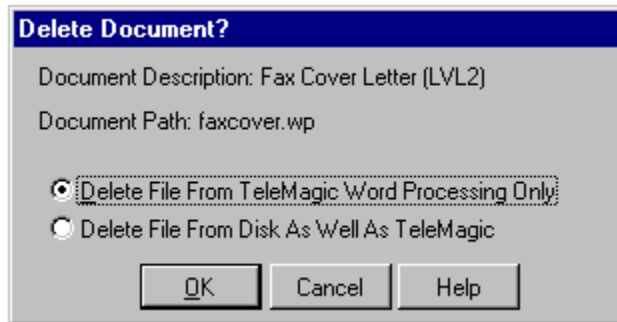 Delete Document?
Document Description: Fax Cover Letter (LVL2)
Document Path: faxcover.wp
Delete File From TeleMagic Word Processing Only
Delete File From Disk As Well As TeleMagic
OK Cancel Help